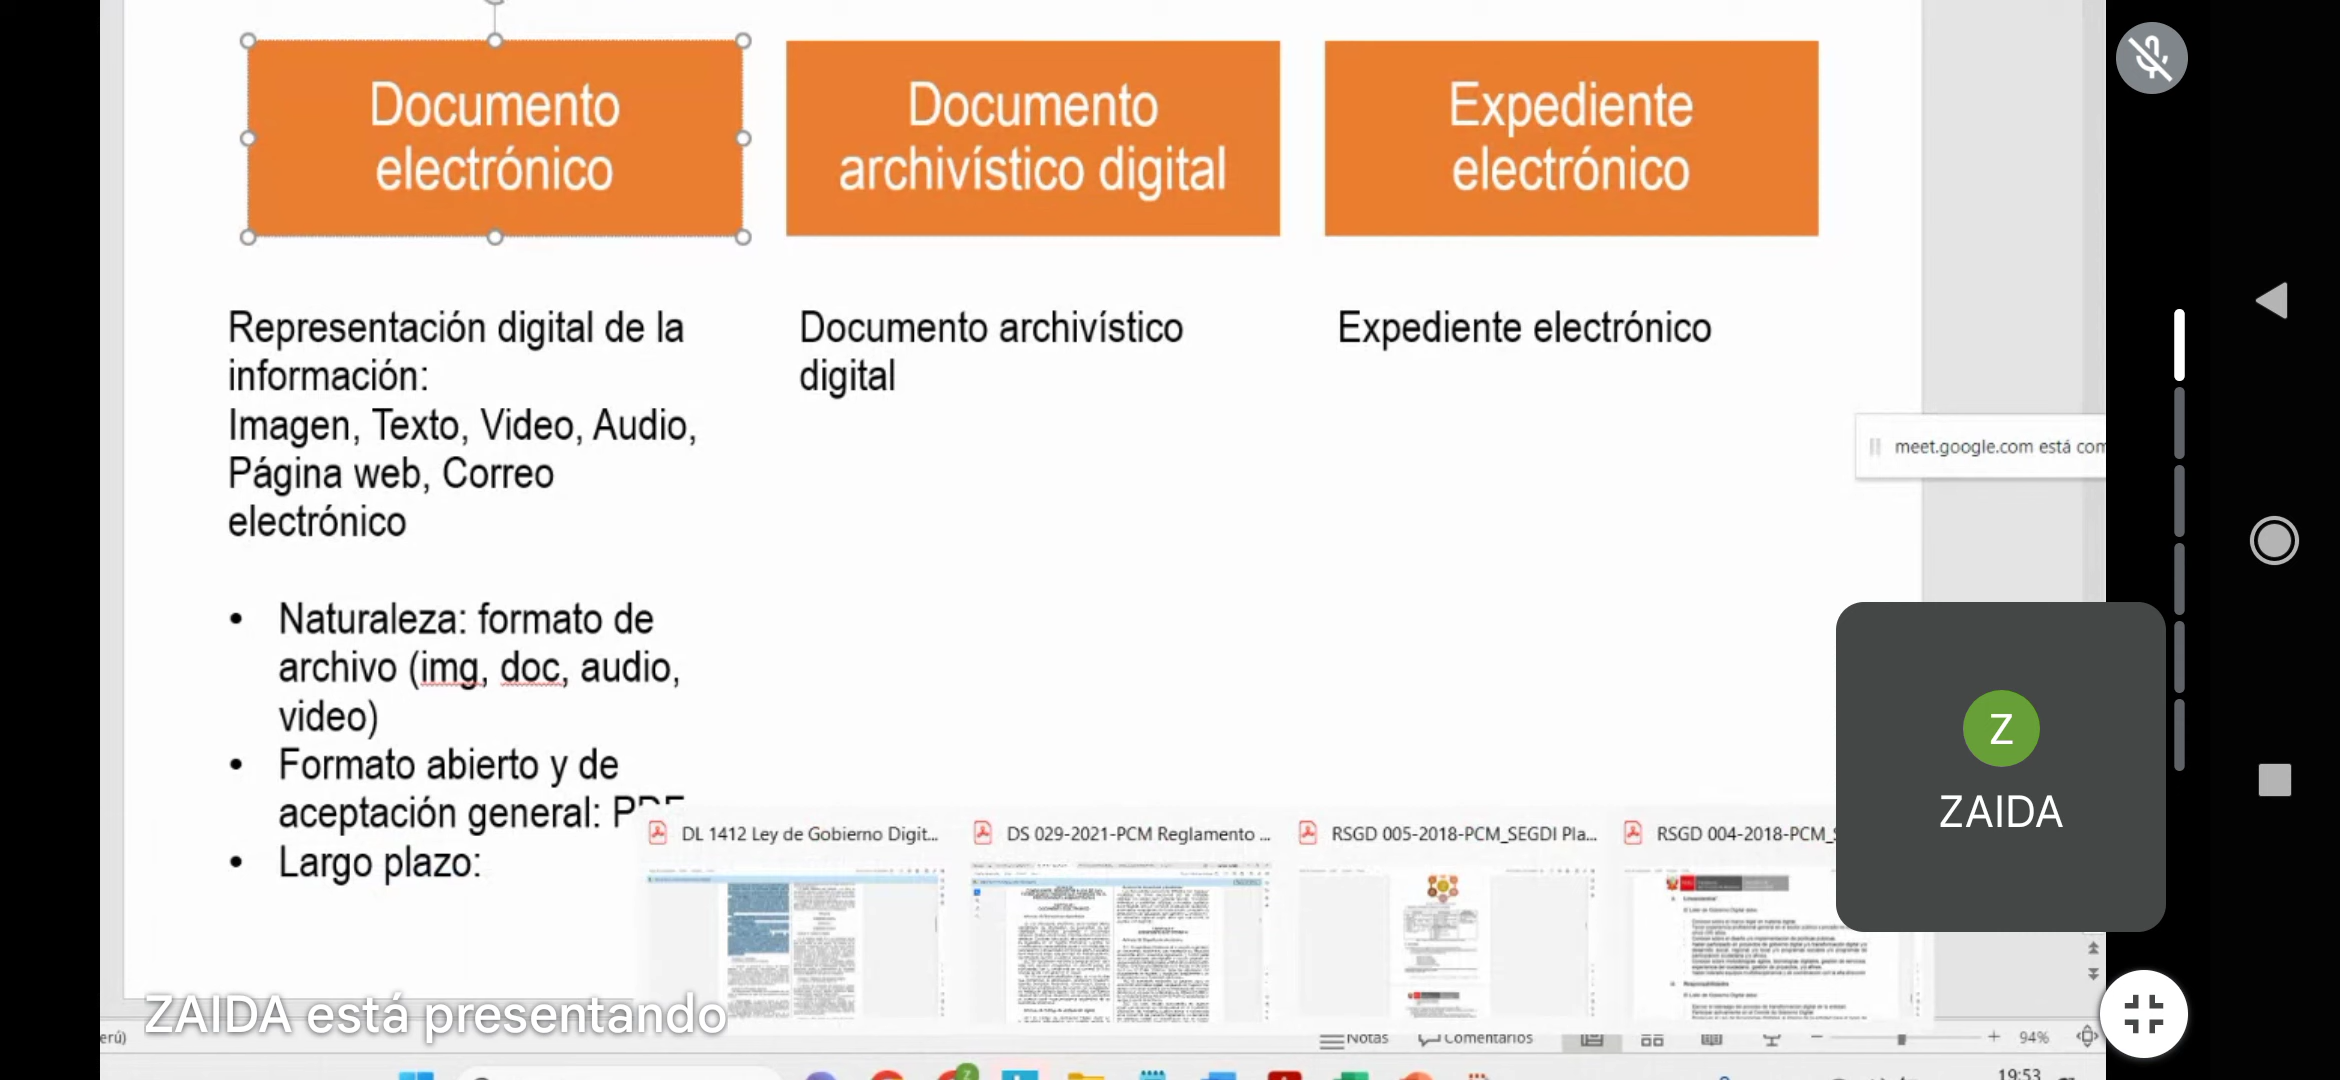 Documento
electrónico
Documento
archivístico digital
Expediente
electrónico
Representación digital de la
información:
Imagen, Texto, Video, Audio,
Página web, Correo
electrónico
• Naturaleza: formato de
archivo (img, doc, audio,
video)
• Formato abierto y de
aceptación general: PDF
• Largo plazo:
Documento archivístico
digital
Expediente electrónico
meet.google.com está com
DL 1412 Ley de Gobierno Digit...
DS 029-2021-PCM Reglamento ...
RSGD 005-2018-PCM_SEGDI Pla...
RSGD 004-2018-PCM_
Z
ZAIDA
ZAIDA está presentando
erú)
Notas
Comentarios
94%
19:53